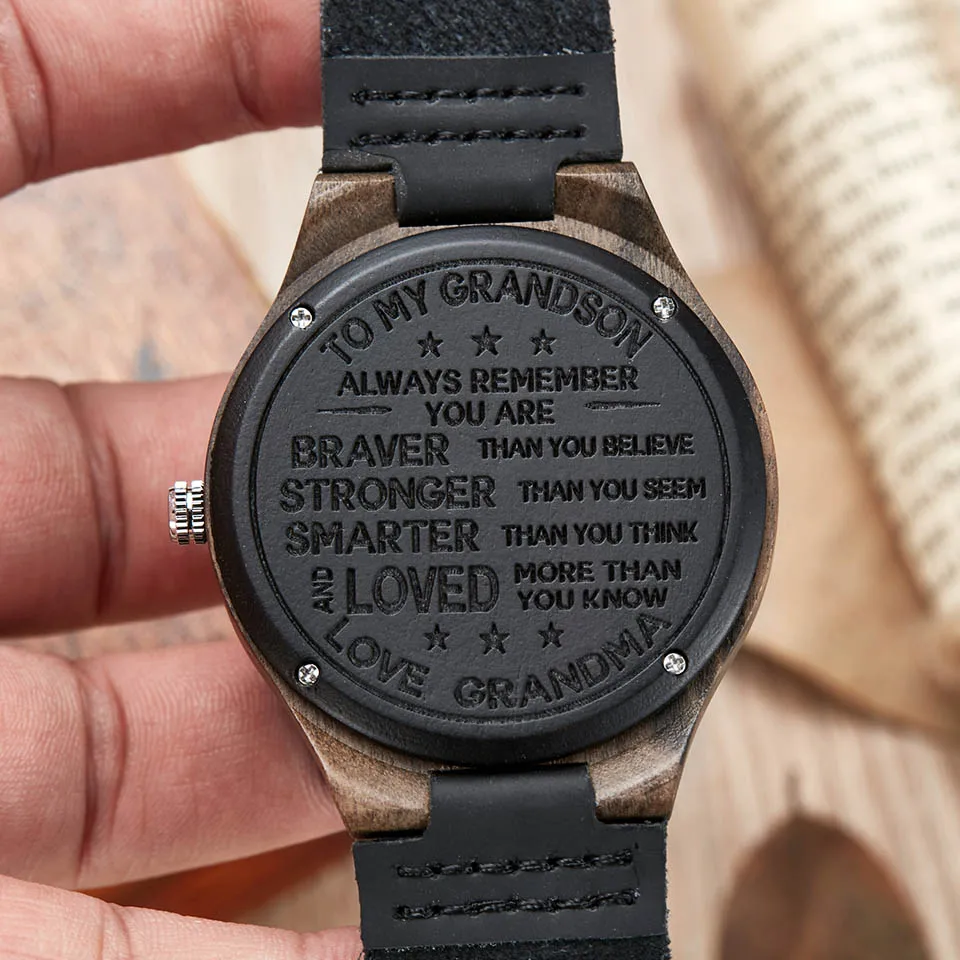 TO MY GRANDSON
ALWAYS REMEMBER
YOU ARE
BRAVER THAN YOU BELIEVE
STRONGER THAN YOU SEEM
SMARTER THAN YOU THINK
AND LOVED MORE THAN
YOU KNOW
LOVE GRANDMA